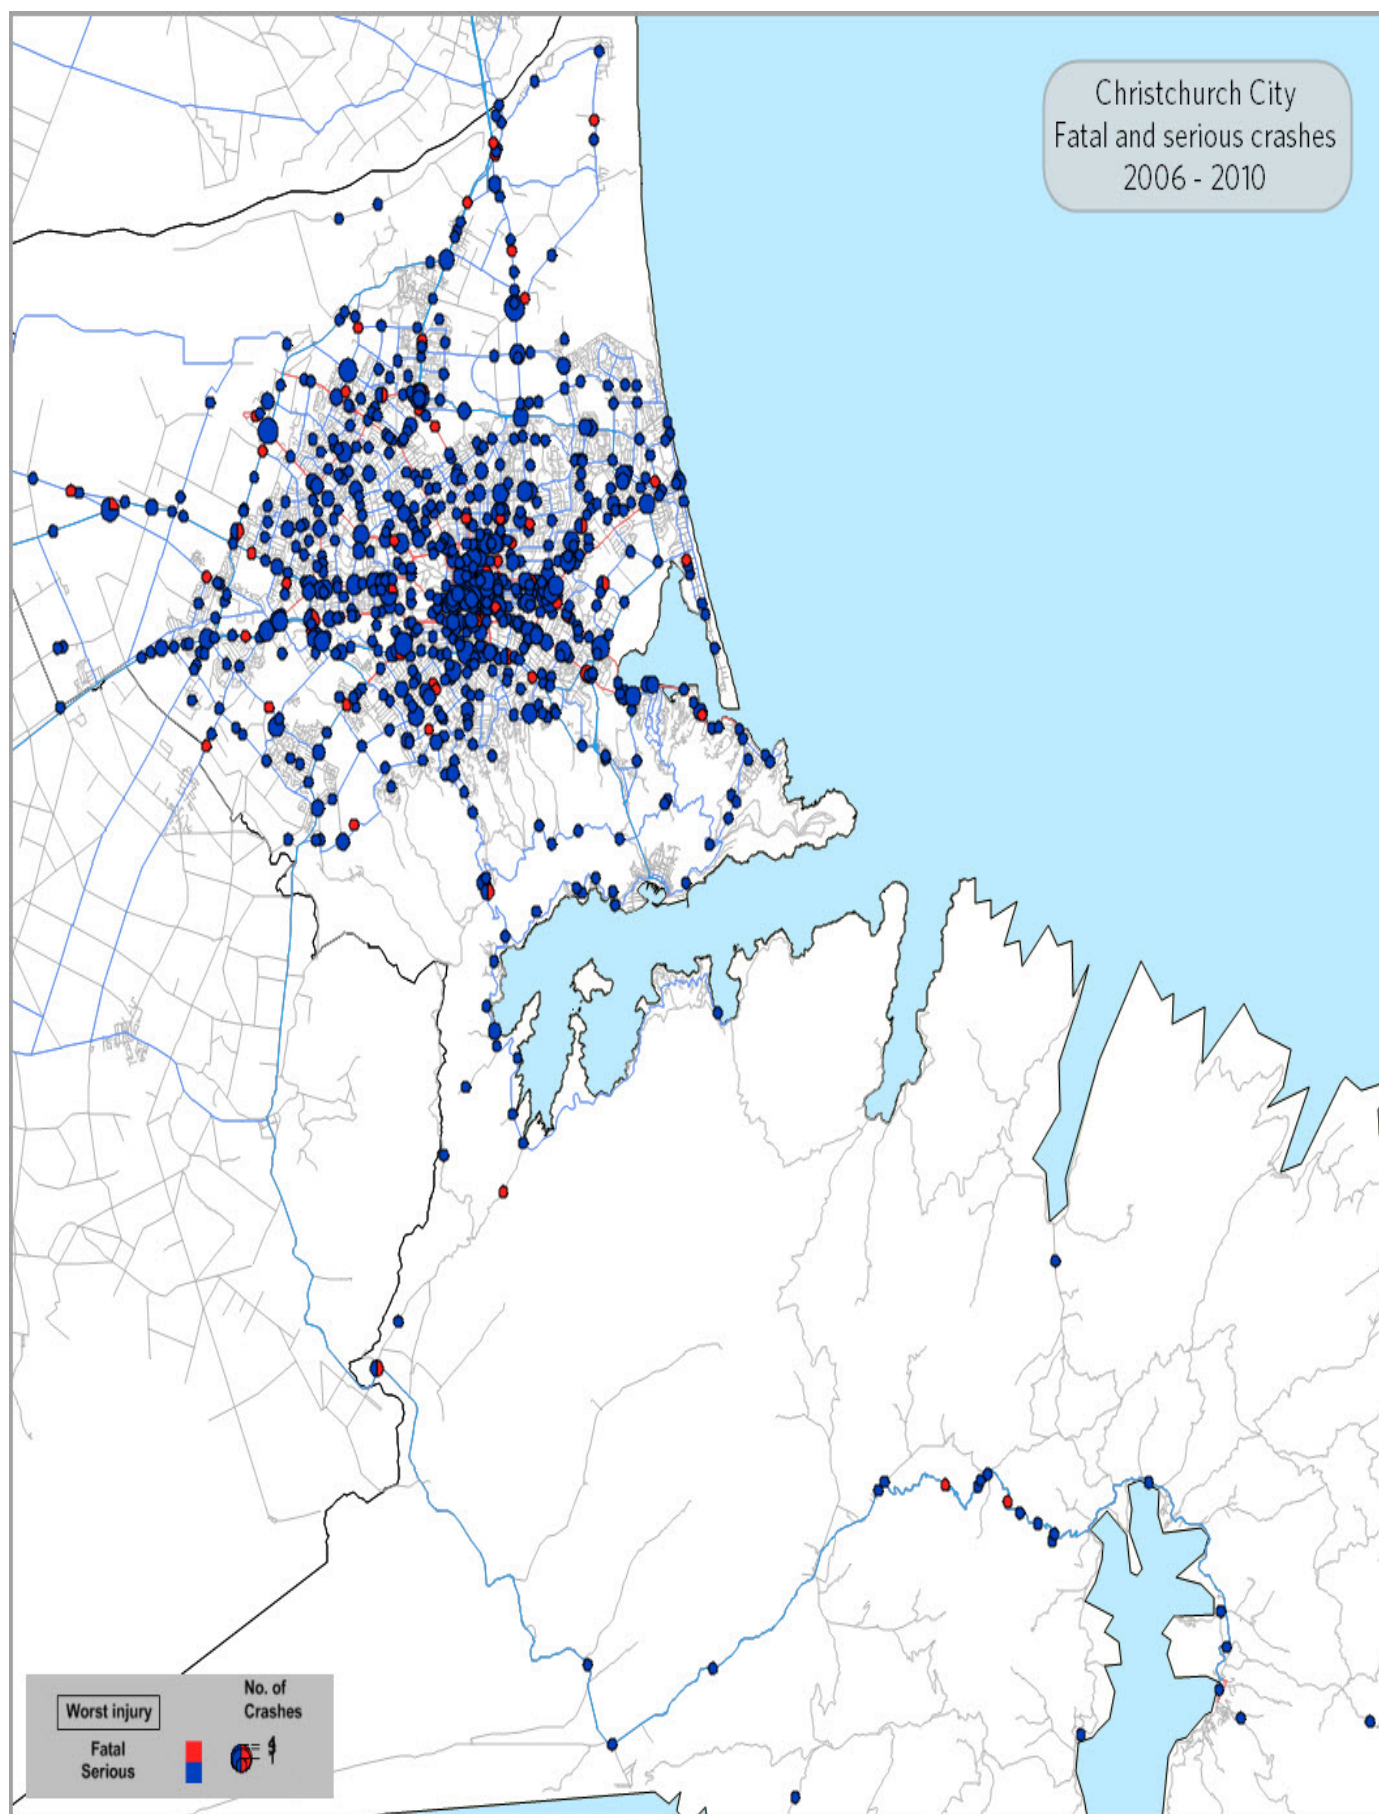 Christchurch City
Fatal and serious crashes
2006 - 2010
No. of
Crashes
Worst injury
Fatal
Serious